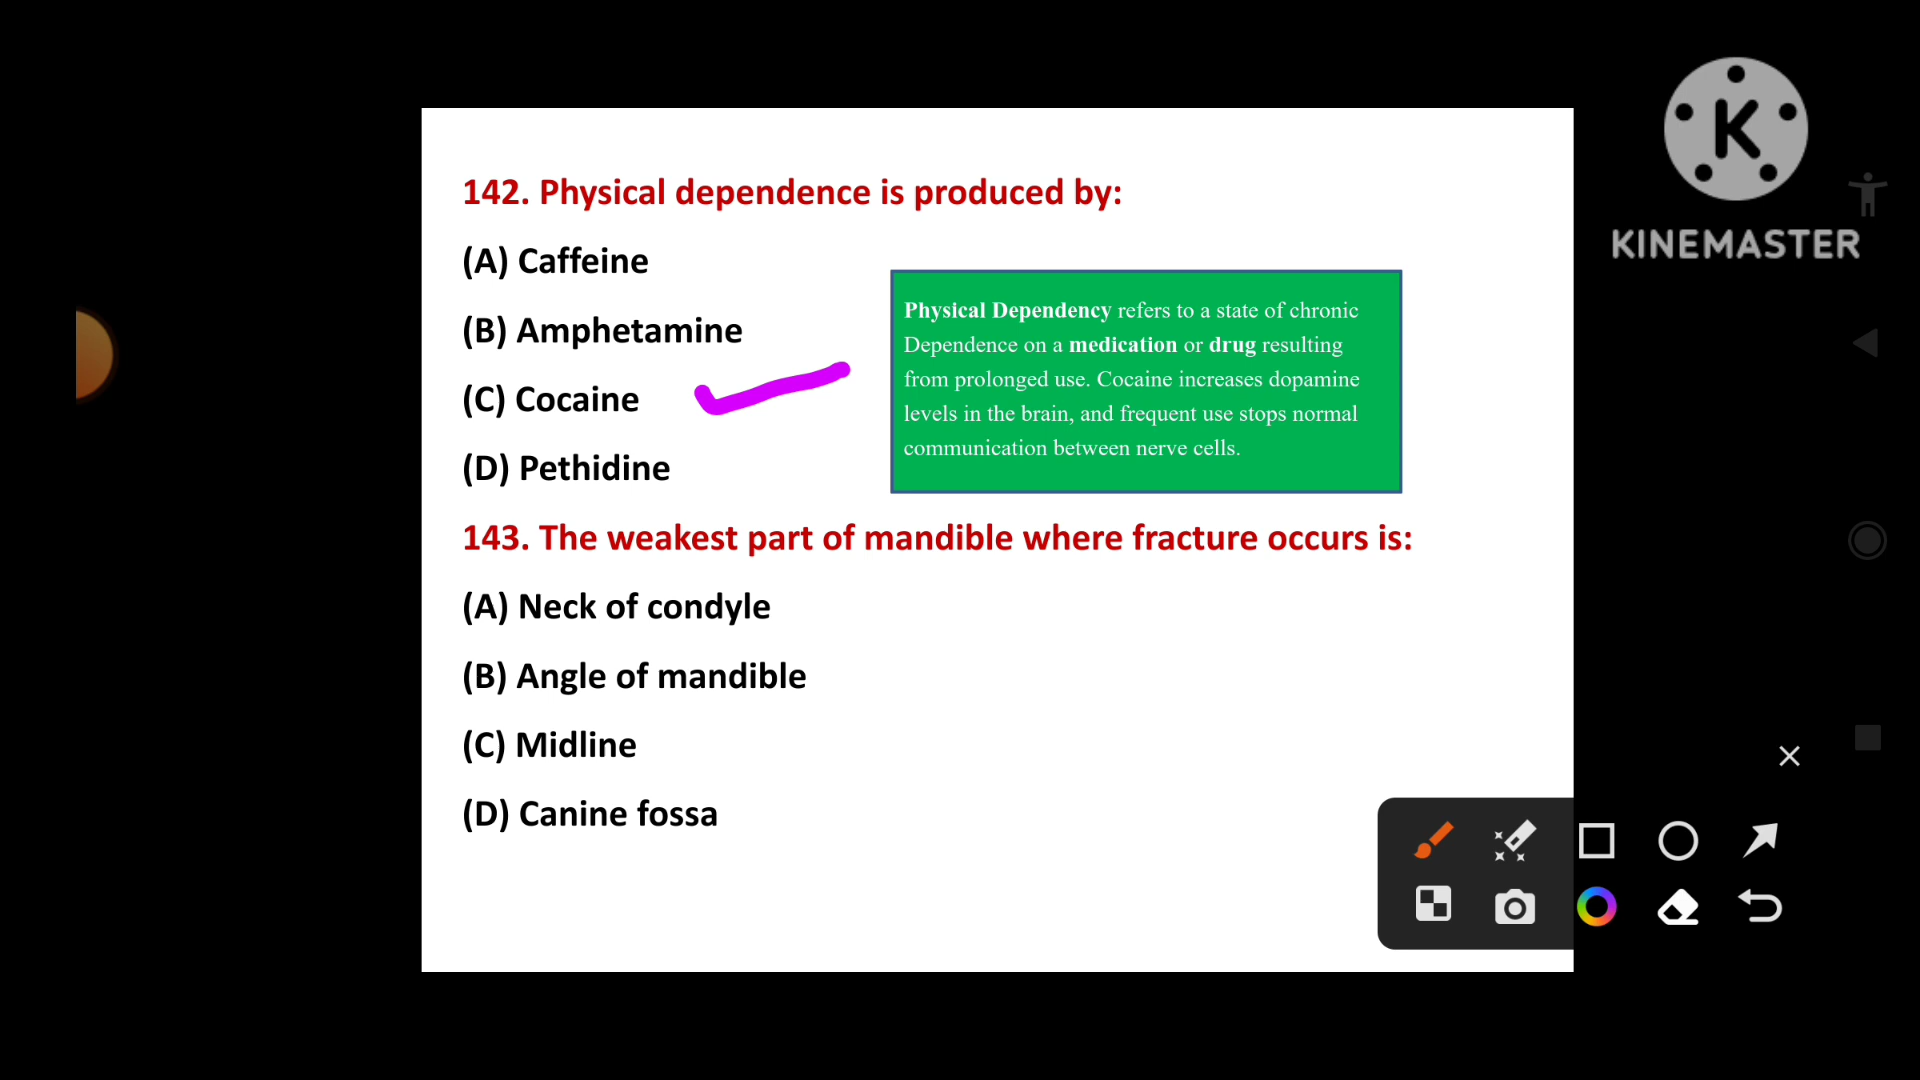 K
KINEMASTER
142. Physical dependence is produced by:
(A) Caffeine
(B) Amphetamine
(C) Cocaine
(D) Pethidine
Physical Dependency refers to a state of chronic
Dependence on a medication or drug resulting
from prolonged use. Cocaine increases dopamine
levels in the brain, and frequent use stops normal
communication between nerve cells.
143. The weakest part of mandible where fracture occurs is:
(A) Neck of condyle
(B) Angle of mandible
(C) Midline
(D) Canine fossa